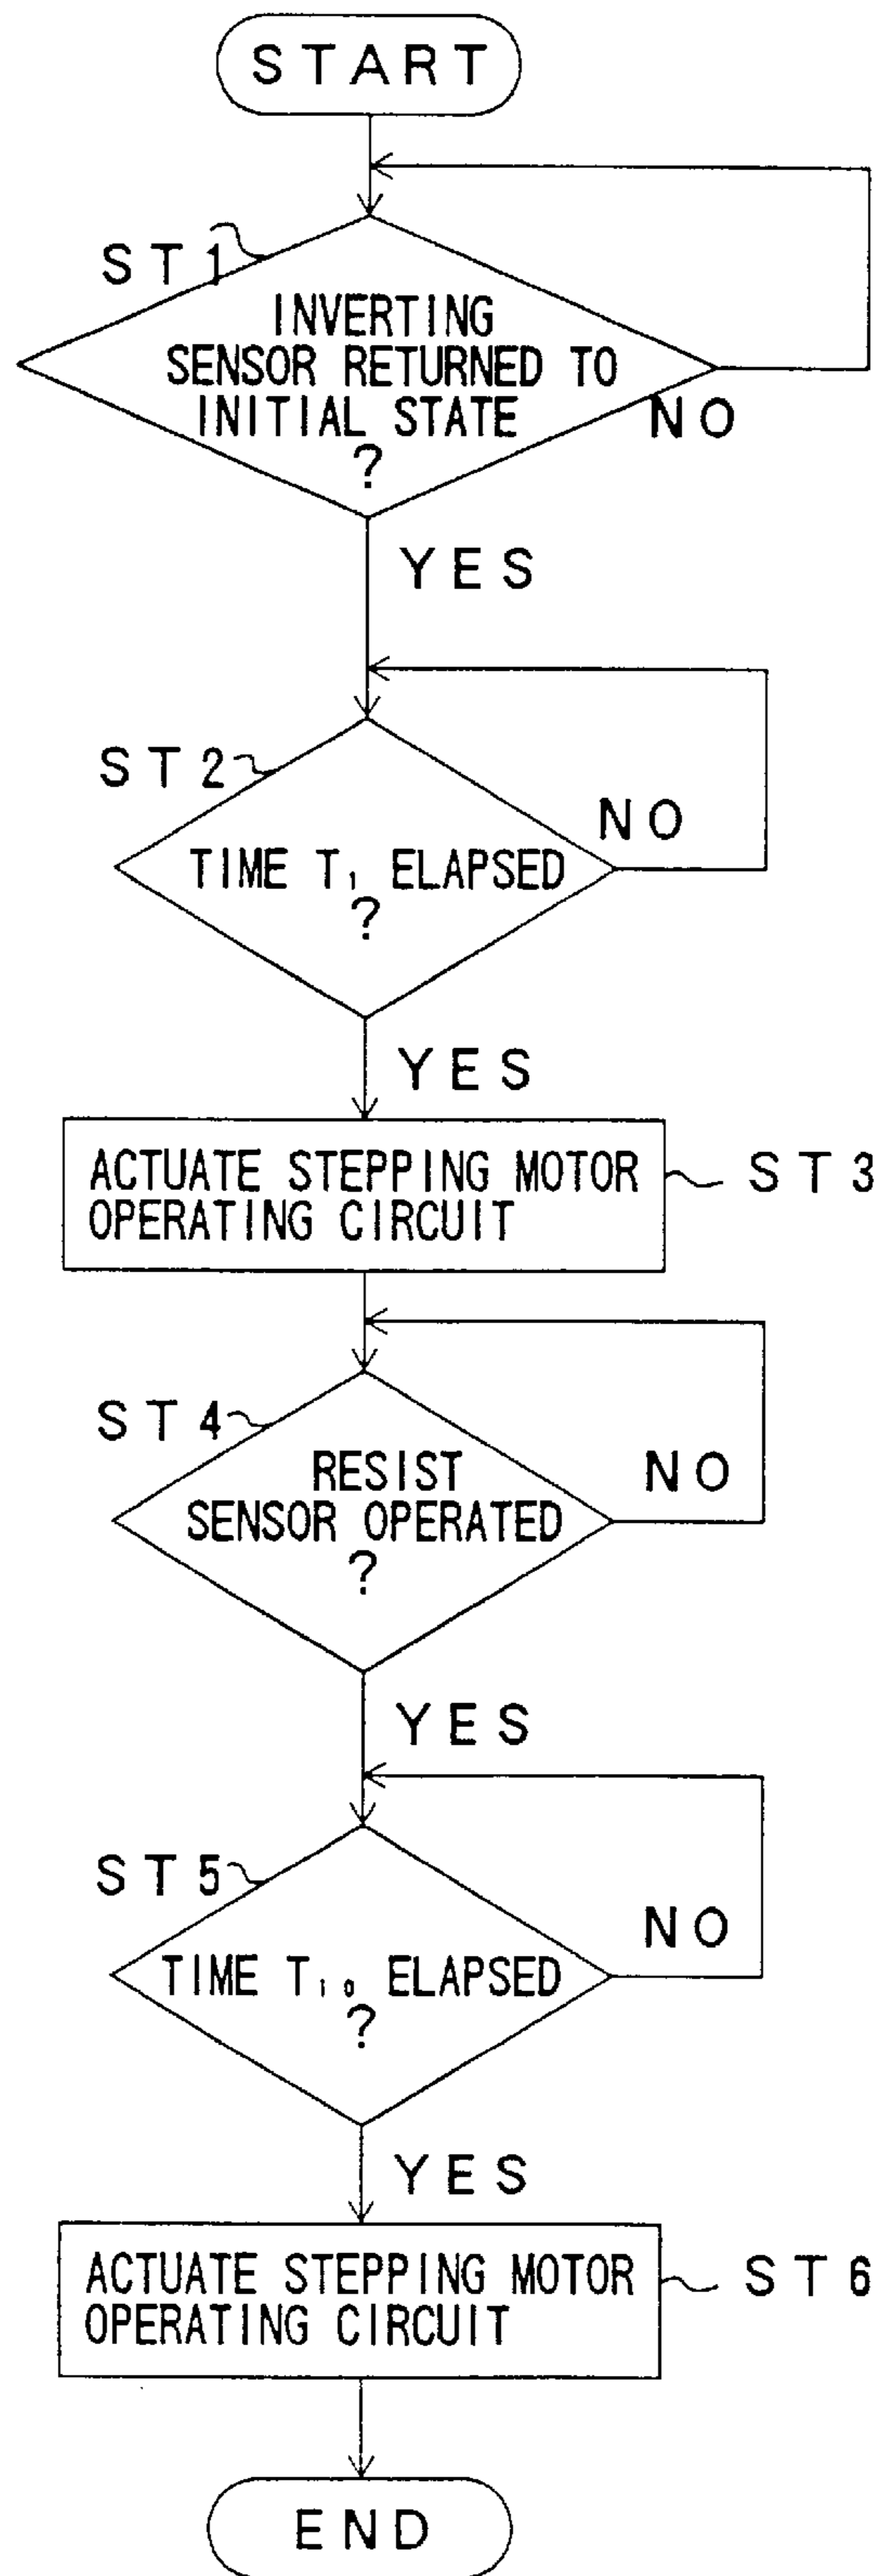 START
ST1
INVERTING
SENSOR RETURNED TO
INITIAL STATE
?
NO
YES
ST2
NO
TIME T₁ ELAPSED
?
YES
ACTUATE STEPPING MOTOR
OPERATING CIRCUIT
ST3
ST4
RESIST
SENSOR OPERATED
?
NO
YES
ST5
NO
TIME T₁₀ ELAPSED
?
YES
ACTUATE STEPPING MOTOR
OPERATING CIRCUIT
ST6
END